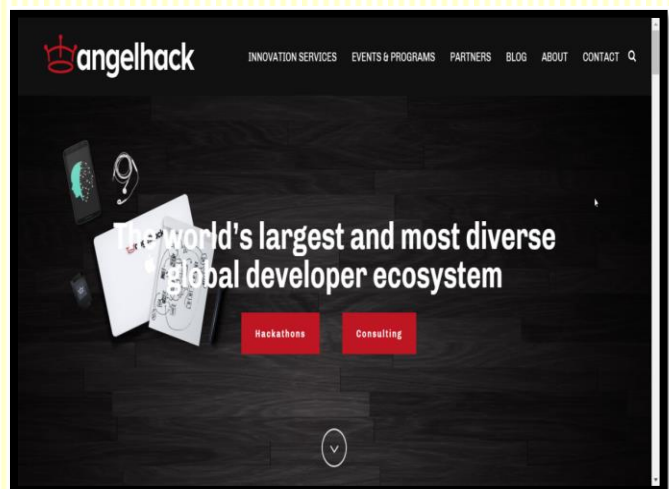 angelhack
INNOVATION SERVICES EVENTS & PROGRAMS PARTNERS BLOG ABOUT CONTACT
The world's largest and most diverse
global developer ecosystem
Hackathons Consulting